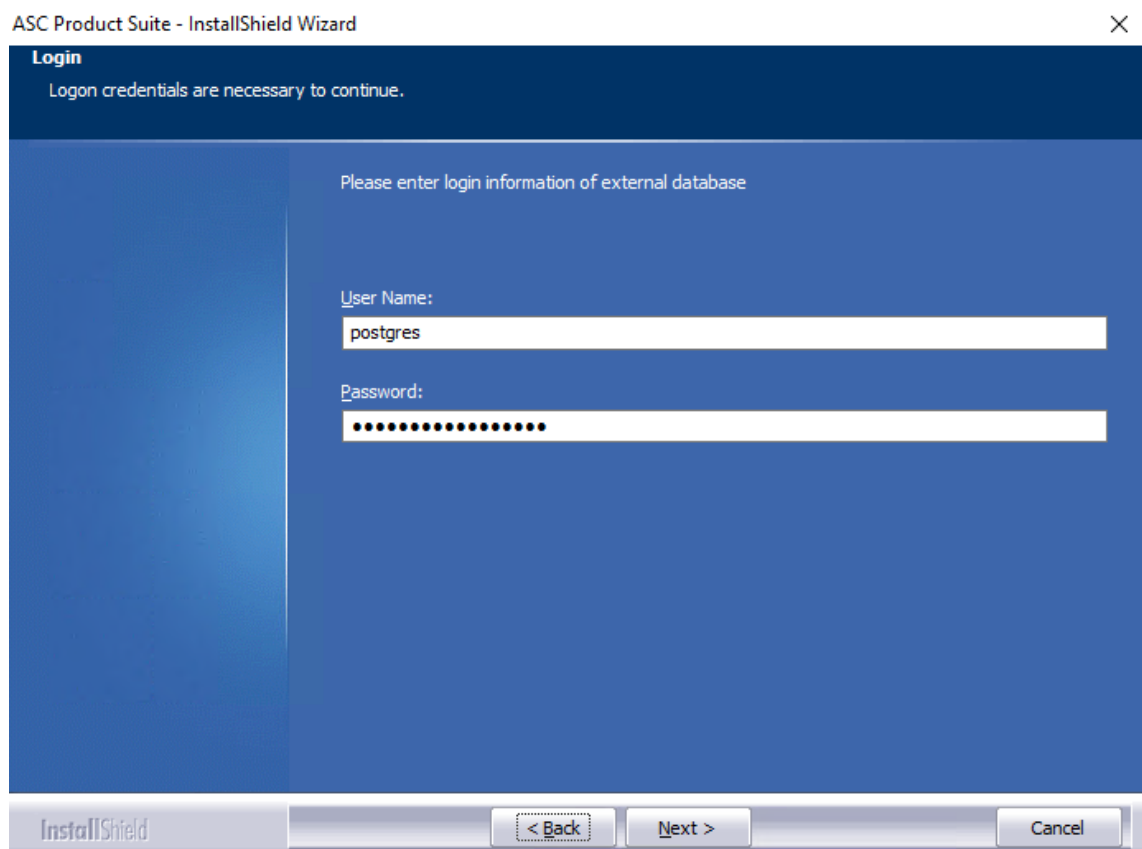 ASC Product Suite - InstallShield Wizard
Login
Logon credentials are necessary to continue.
Please enter login information of external database
User Name:
postgres
Password:
•••••••••••••••••
InstallShield
< Back
Next >
Cancel